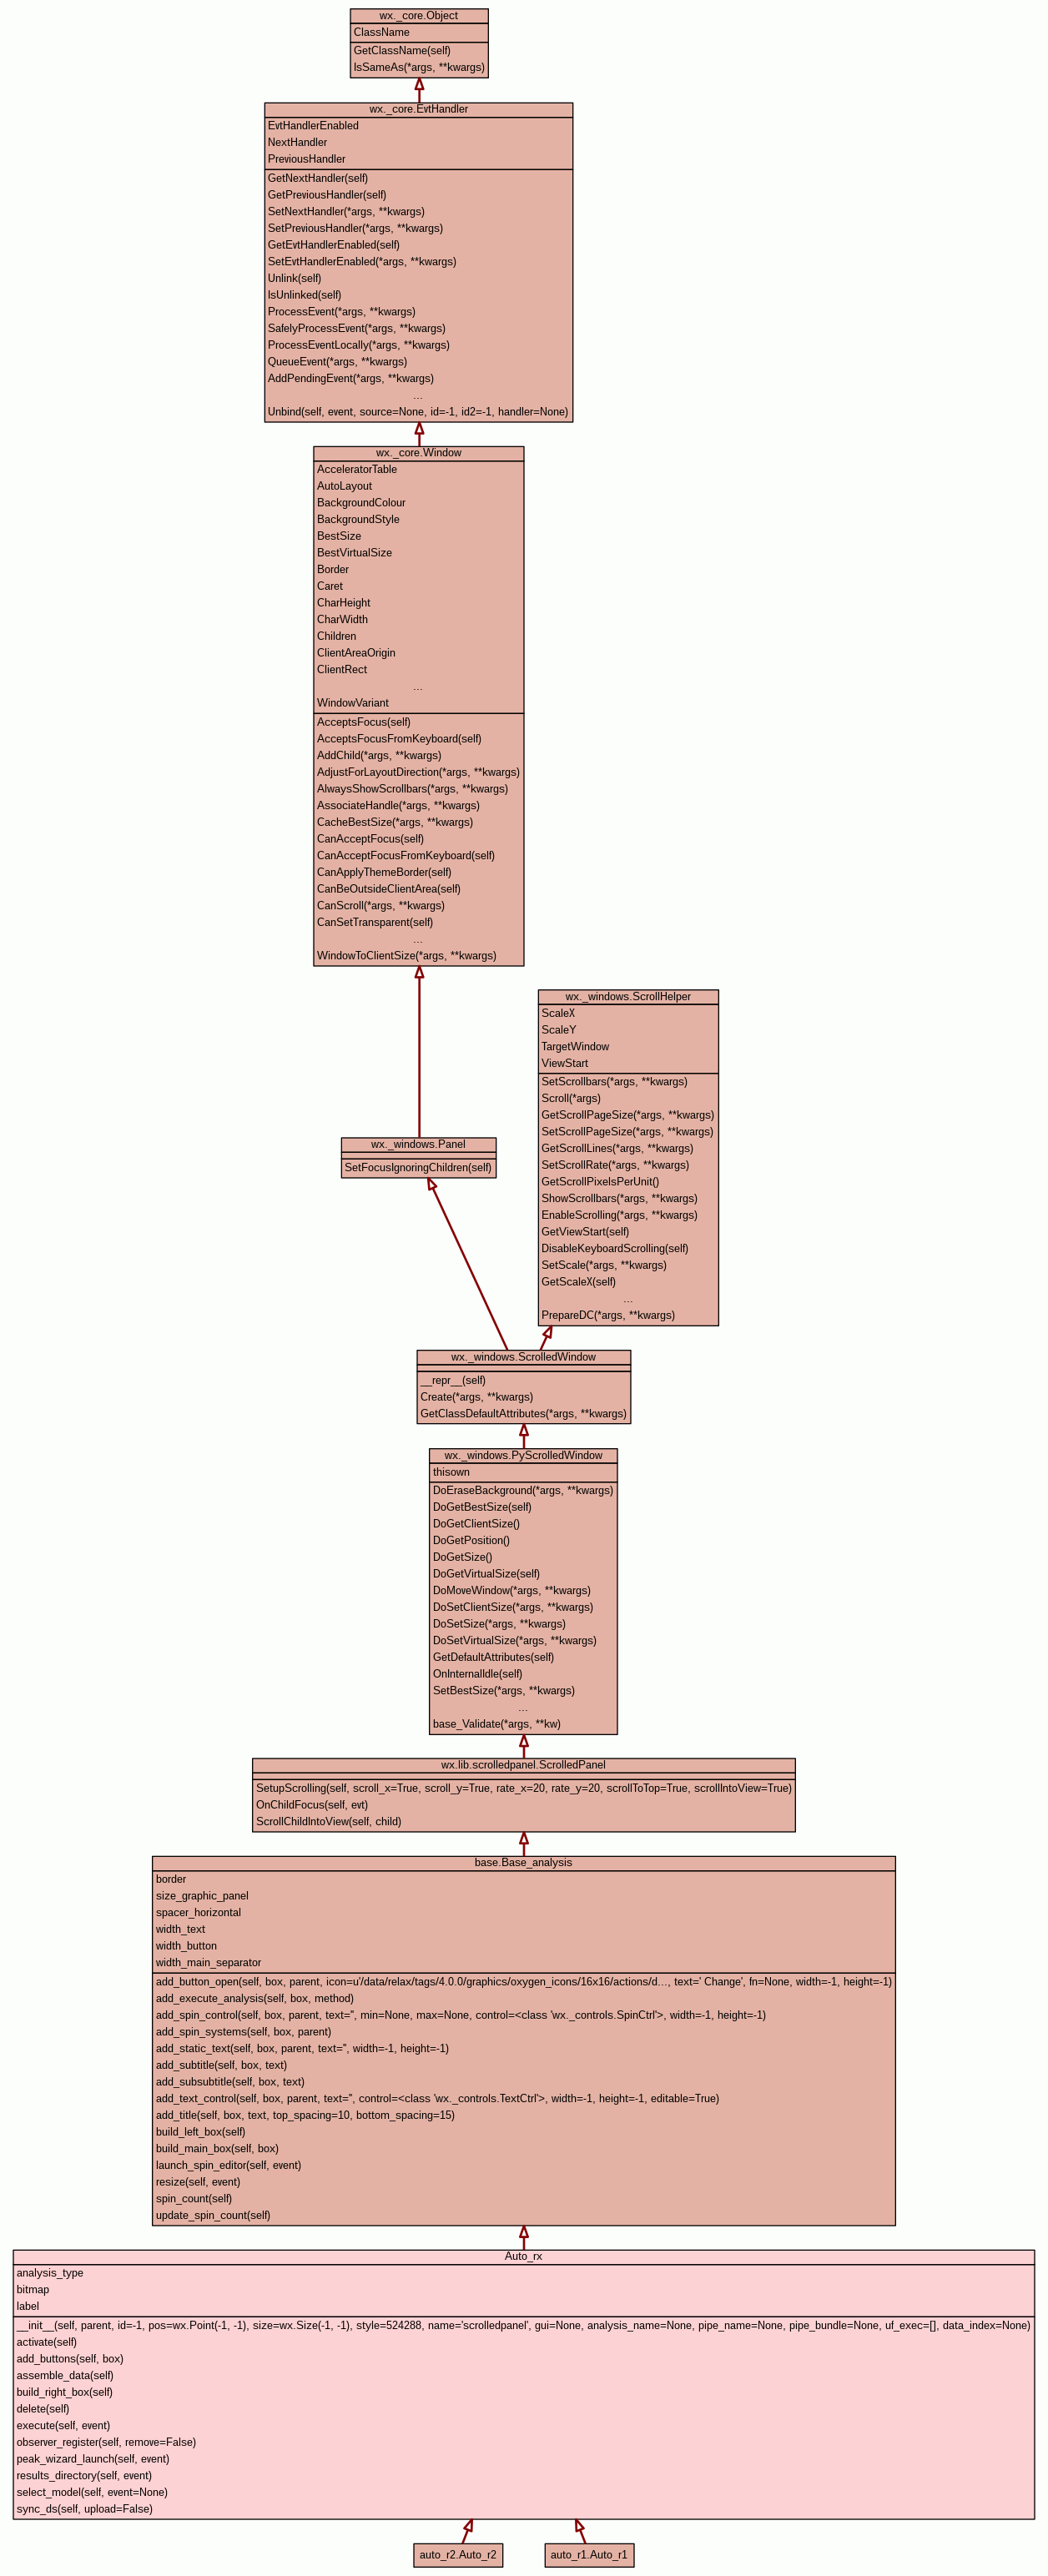 wx._core.Object
ClassName
GetClassName(self)
IsSameAs(*args, **kwargs)
wx._core.EvtHandler
EvtHandlerEnabled
NextHandler
PreviousHandler
GetNextHandler(self)
GetPreviousHandler(self)
SetNextHandler(*args, **kwargs)
SetPreviousHandler(*args, **kwargs)
GetEvtHandlerEnabled(self)
SetEvtHandlerEnabled(*args, **kwargs)
Unlink(self)
IsUnlinked(self)
ProcessEvent(*args, **kwargs)
SafelyProcessEvent(*args, **kwargs)
ProcessEventLocally(*args, **kwargs)
QueueEvent(*args, **kwargs)
AddPendingEvent(*args, **kwargs)
...
Unbind(self, event, source=None, id=-1, id2=-1, handler=None)
wx._core.Window
AcceleratorTable
AutoLayout
BackgroundColour
BackgroundStyle
BestSize
BestVirtualSize
Border
Caret
CharHeight
CharWidth
Children
ClientAreaOrigin
ClientRect
...
WindowVariant
AcceptsFocus(self)
AcceptsFocusFromKeyboard(self)
AddChild(*args, **kwargs)
AdjustForLayoutDirection(*args, **kwargs)
AlwaysShowScrollbars(*args, **kwargs)
AssociateHandle(*args, **kwargs)
CacheBestSize(*args, **kwargs)
CanAcceptFocus(self)
CanAcceptFocusFromKeyboard(self)
CanApplyThemeBorder(self)
CanBeOutsideClientArea(self)
CanScroll(*args, **kwargs)
CanSetTransparent(self)
...
WindowToClientSize(*args, **kwargs)
wx._windows.ScrollHelper
ScaleX
ScaleY
TargetWindow
ViewStart
SetScrollbars(*args, **kwargs)
Scroll(*args)
GetScrollPageSize(*args, **kwargs)
SetScrollPageSize(*args, **kwargs)
GetScrollLines(*args, **kwargs)
SetScrollRate(*args, **kwargs)
GetScrollPixelsPerUnit()
ShowScrollbars(*args, **kwargs)
EnableScrolling(*args, **kwargs)
GetViewStart(self)
DisableKeyboardScrolling(self)
SetScale(*args, **kwargs)
GetScaleX(self)
...
PrepareDC(*args, **kwargs)
wx._windows.Panel
SetFocusIgnoringChildren(self)
wx._windows.ScrolledWindow
__repr__(self)
Create(*args, **kwargs)
GetClassDefaultAttributes(*args, **kwargs)
wx._windows.PyScrolledWindow
thisown
DoEraseBackground(*args, **kwargs)
DoGetBestSize(self)
DoGetClientSize()
DoGetPosition()
DoGetSize()
DoGetVirtualSize(self)
DoMoveWindow(*args, **kwargs)
DoSetClientSize(*args, **kwargs)
DoSetSize(*args, **kwargs)
DoSetVirtualSize(*args, **kwargs)
GetDefaultAttributes(self)
OnInternalIdle(self)
SetBestSize(*args, **kwargs)
...
base_Validate(*args, **kw)
wx.lib.scrolledpanel.ScrolledPanel
SetupScrolling(self, scroll_x=True, scroll_y=True, rate_x=20, rate_y=20, scrollToTop=True, scrollIntoView=True)
OnChildFocus(self, evt)
ScrollChildIntoView(self, child)
base.Base_analysis
border
size_graphic_panel
spacer_horizontal
width_text
width_button
width_main_separator
add_button_open(self, box, parent, icon=u'/data/relax/tags/4.0.0/graphics/oxygen_icons/16x16/actions/d..., text=' Change', fn=None, width=-1, height=-1)
add_execute_analysis(self, box, method)
add_spin_control(self, box, parent, text='', min=None, max=None, control=<class 'wx._controls.SpinCtrl'>, width=-1, height=-1)
add_spin_systems(self, box, parent)
add_static_text(self, box, parent, text='', width=-1, height=-1)
add_subtitle(self, box, text)
add_subsubtitle(self, box, text)
add_text_control(self, box, parent, text='', control=<class 'wx._controls.TextCtrl'>, width=-1, height=-1, editable=True)
add_title(self, box, text, top_spacing=10, bottom_spacing=15)
build_left_box(self)
build_main_box(self, box)
launch_spin_editor(self, event)
resize(self, event)
spin_count(self)
update_spin_count(self)
Auto_rx
analysis_type
bitmap
label
__init__(self, parent, id=-1, pos=wx.Point(-1, -1), size=wx.Size(-1, -1), style=524288, name='scrolledpanel', gui=None, analysis_name=None, pipe_name=None, pipe_bundle=None, uf_exec=[], data_index=None)
activate(self)
add_buttons(self, box)
assemble_data(self)
build_right_box(self)
delete(self)
execute(self, event)
observer_register(self, remove=False)
peak_wizard_launch(self, event)
results_directory(self, event)
select_model(self, event=None)
sync_ds(self, upload=False)
auto_r2.Auto_r2
auto_r1.Auto_r1